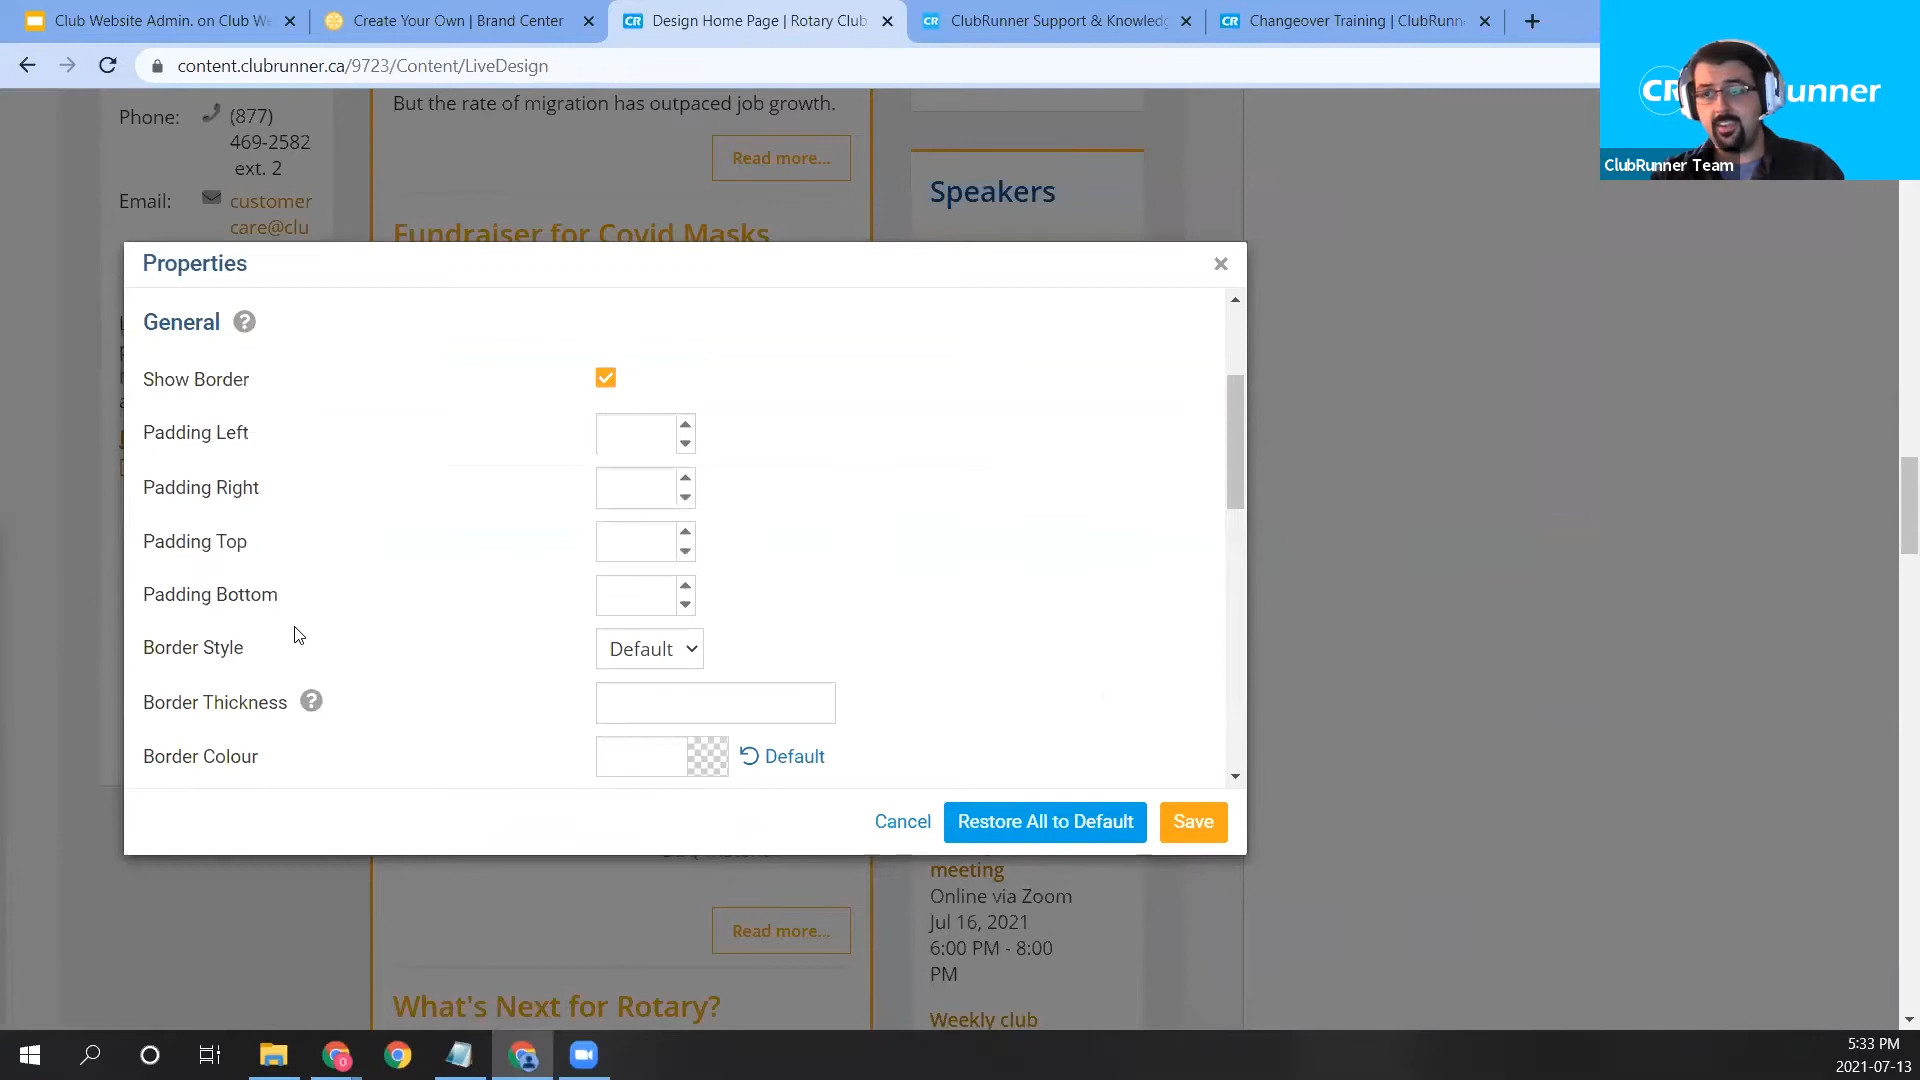 Club Website Admin. on Club We
Create Your Own | Brand Center
CR Design Home Page | Rotary Club
CR ClubRunner Support & Knowledg
CR Changeover Training | ClubRunn
content.clubrunner.ca/9723/Content/LiveDesign
CR unner
ClubRunner Team
Phone:
(877)
469-2582
ext. 2
Email:
customer
care@clu
But the rate of migration has outpaced job growth.
Read more...
Fundraiser for Covid Masks
Speakers
Properties
General
Show Border
Padding Left
Padding Right
Padding Top
Padding Bottom
Border Style
Default
Border Thickness
Border Colour
Default
Cancel
Restore All to Default
Save
Read more...
What's Next for Rotary?
meeting
Online via Zoom
Jul 16, 2021
6:00 PM - 8:00
PM
Weekly club
5:33 PM
2021-07-13